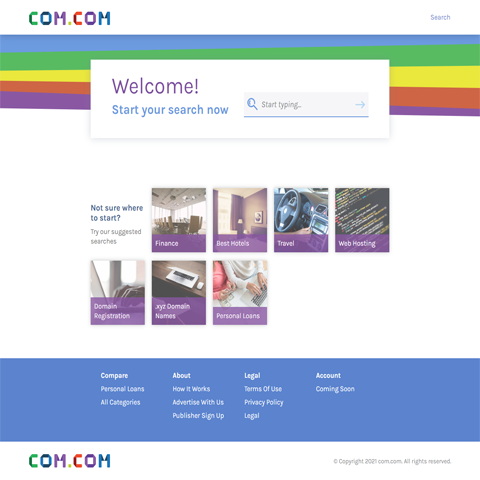 COM.COM
Search
Welcome!
Start your search now
Start typing...
Not sure where
to start?
Try our suggested
searches
Finance
Best Hotels
Travel
Web Hosting
Domain
Registration
.xyz Domain
Names
Personal Loans
Compare
Personal Loans
All Categories
About
How It Works
Advertise With Us
Publisher Sign Up
Legal
Terms Of Use
Privacy Policy
Legal
Account
Coming Soon
COM.COM
© Copyright 2021 com.com. All rights reserved.